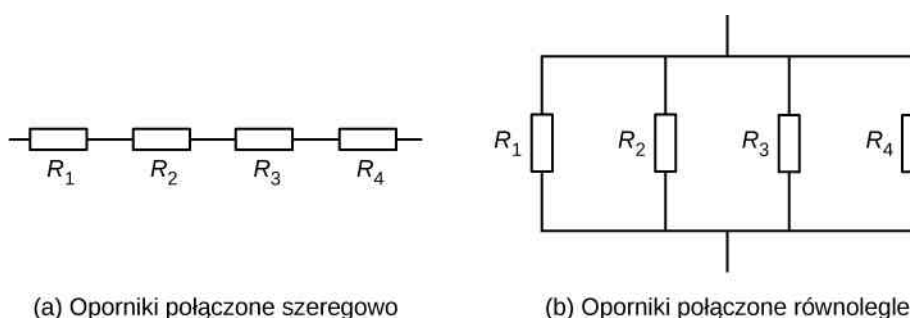 R1 R2 R3 R4
R1 R2 R3 R4
(a) Oporniki połączone szeregowo
(b) Oporniki połączone równolegle